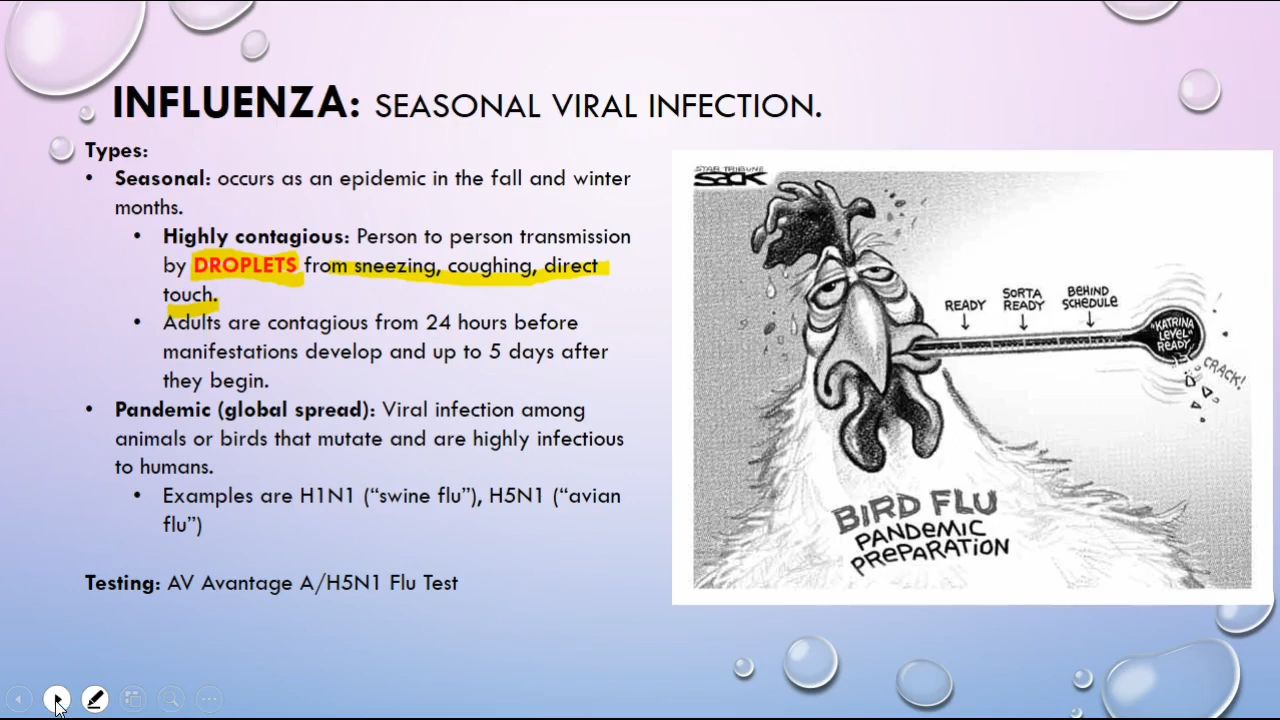 INFLUENZA: SEASONAL VIRAL INFECTION.
Types:
• Seasonal: occurs as an epidemic in the fall and winter
months.
• Highly contagious: Person to person transmission
by DROPLETS from sneezing, coughing, direct
touch.
• Adults are contagious from 24 hours before
manifestations develop and up to 5 days after
they begin.
• Pandemic (global spread): Viral infection among
animals or birds that mutate and are highly infectious
to humans.
• Examples are H1N1 (“swine flu”), H5N1 (“avian
flu”)
Testing: AV Avantage A/H5N1 Flu Test
STAR TRIBUNE
SACK
READY
SORTA
READY
BEHIND
SCHEDULE
"KATRINA
LEVEL"
READY
CRACK!
BIRD FLU
PANDEMIC
PREPARATION